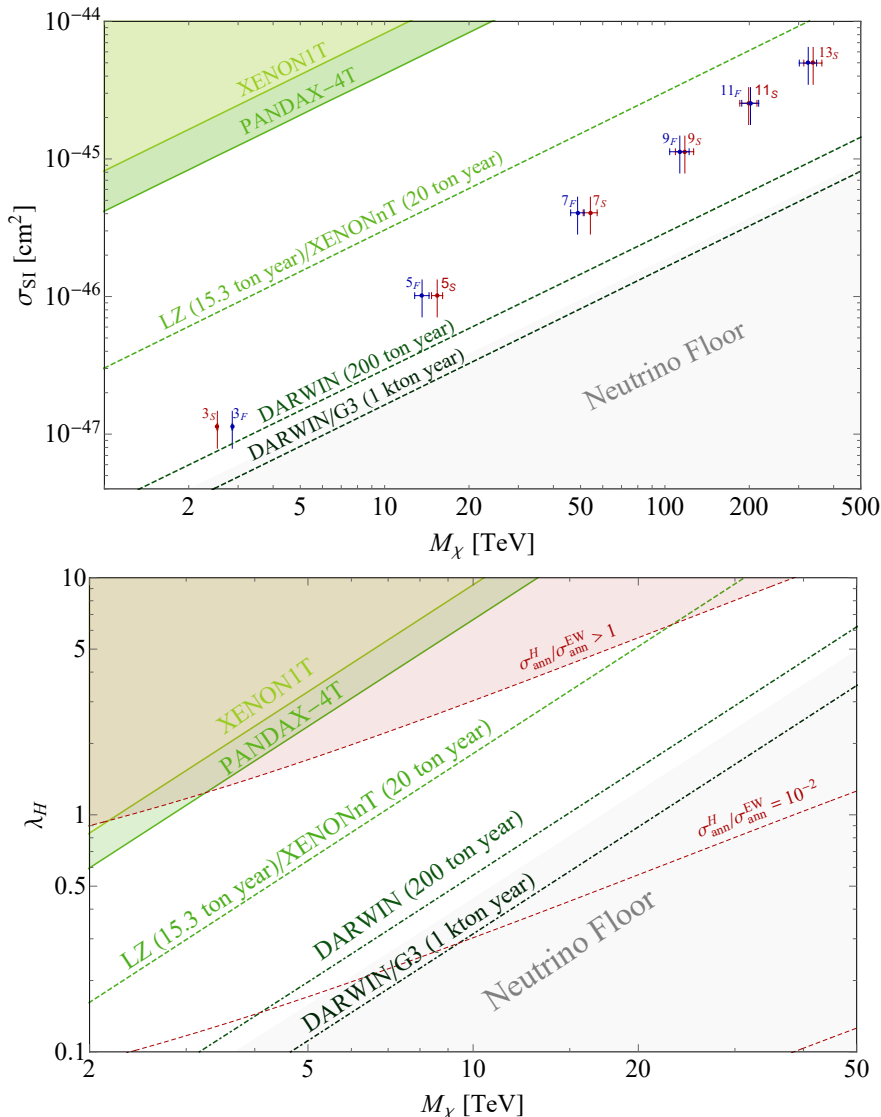 10⁻⁴⁴
10⁻⁴⁵
10⁻⁴⁶
10⁻⁴⁷
σ_SI [cm²]
XENON1T
PANDAX−4T
LZ (15.3 ton year)/XENONnT (20 ton year)
DARWIN (200 ton year)
DARWIN/G3 (1 kton year)
Neutrino Floor
13_S
11_F 11_S
9_F 9_S
7_F 7_S
5_F 5_S
3_S 3_F
2 5 10 20 50 100 200 500
M_χ [TeV]
10
5
1
0.5
0.1
λ_H
XENON1T
PANDAX−4T
σ^H_ann/σ^EW_ann > 1
LZ (15.3 ton year)/XENONnT (20 ton year)
DARWIN (200 ton year)
DARWIN/G3 (1 kton year)
σ^H_ann/σ^EW_ann = 10⁻²
Neutrino Floor
2 5 10 20 50
M_χ [TeV]